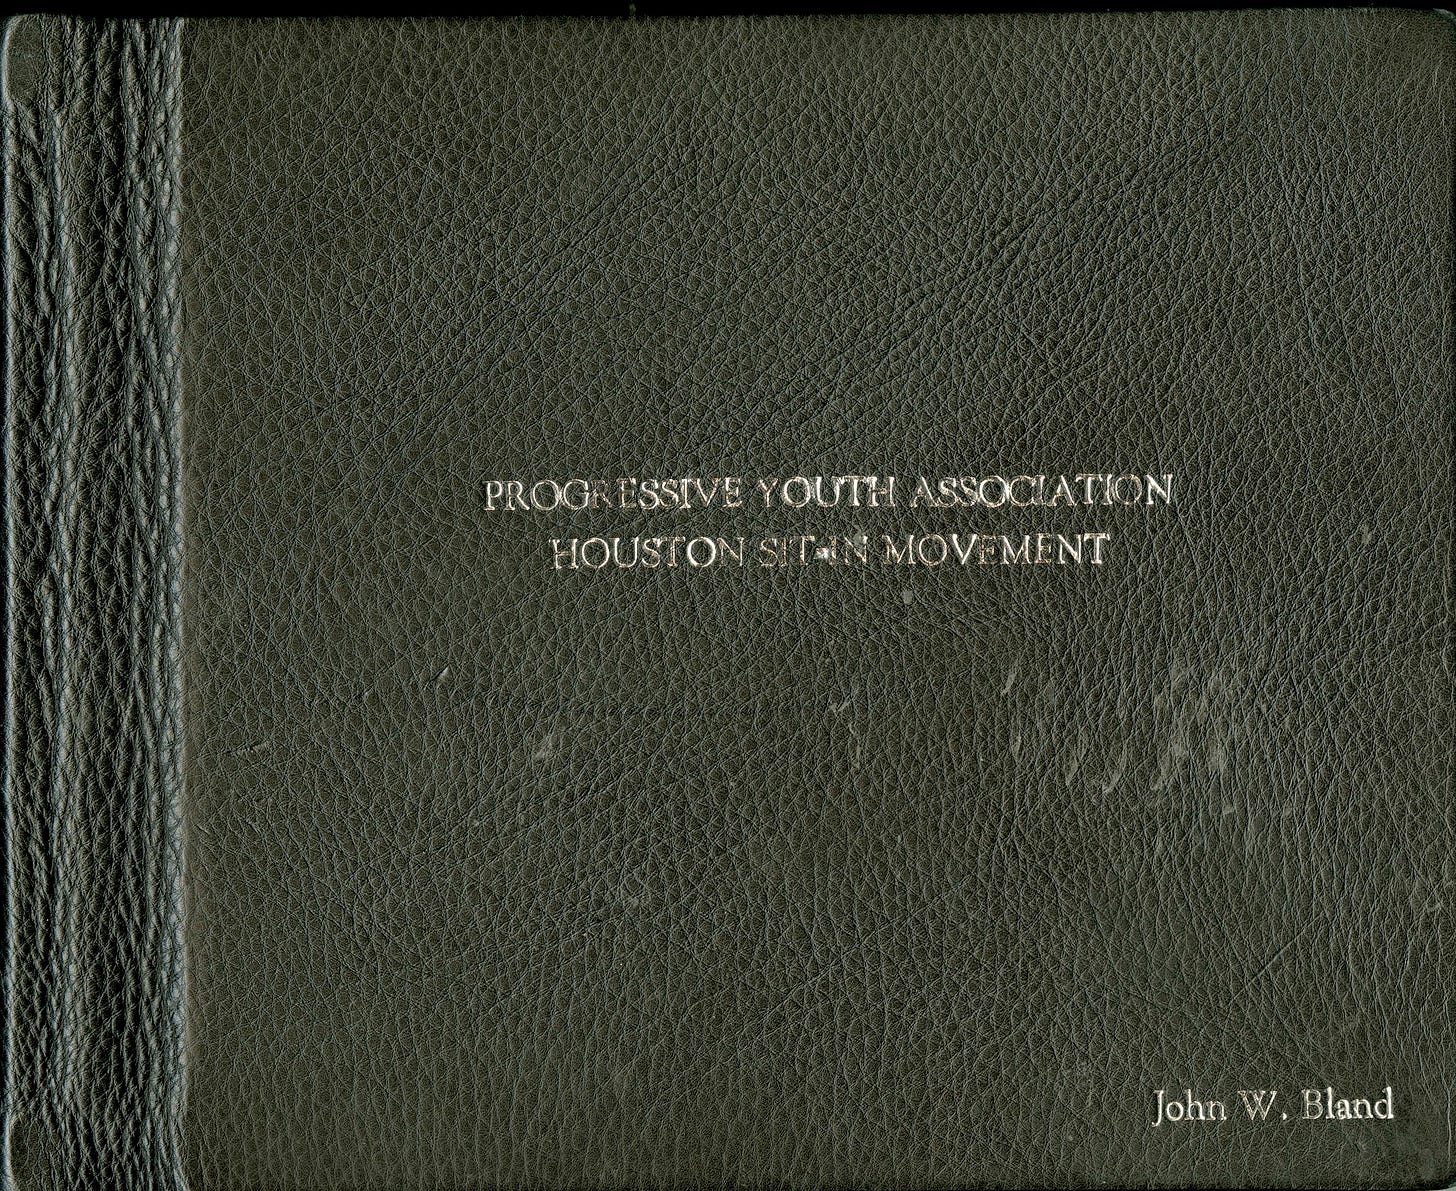 PROGRESSIVE YOUTH ASSOCIATION
HOUSTON SIT-IN MOVEMENT
John W. Bland